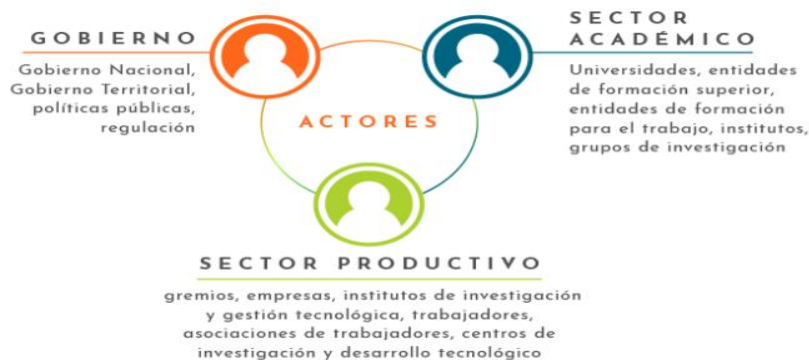 GOBIERNO
Gobierno Nacional,
Gobierno Territorial,
políticas públicas,
regulación
SECTOR
ACADÉMICO
Universidades, entidades
de formación superior,
entidades de formación
para el trabajo, institutos,
grupos de investigación
ACTORES
SECTOR PRODUCTIVO
gremios, empresas, institutos de investigación
y gestión tecnológica, trabajadores,
asociaciones de trabajadores, centros de
investigación y desarrollo tecnológico